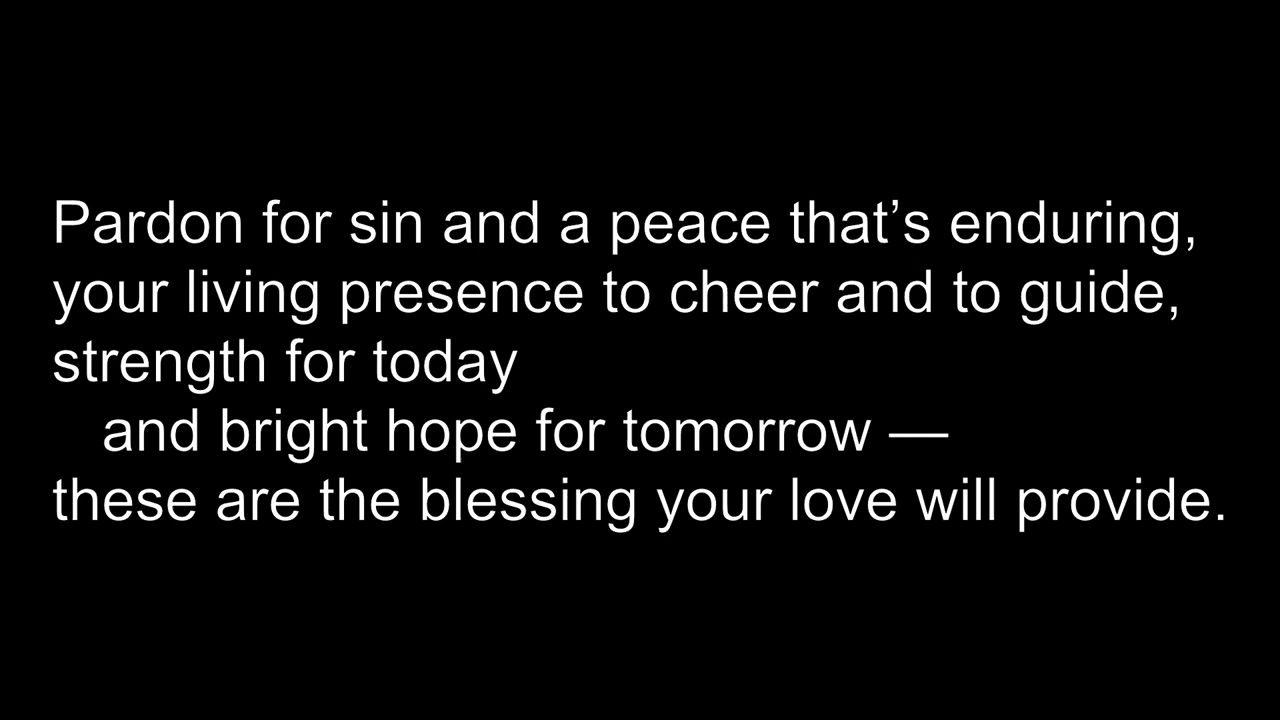 Pardon for sin and a peace that’s enduring,
your living presence to cheer and to guide,
strength for today
and bright hope for tomorrow —
these are the blessing your love will provide.